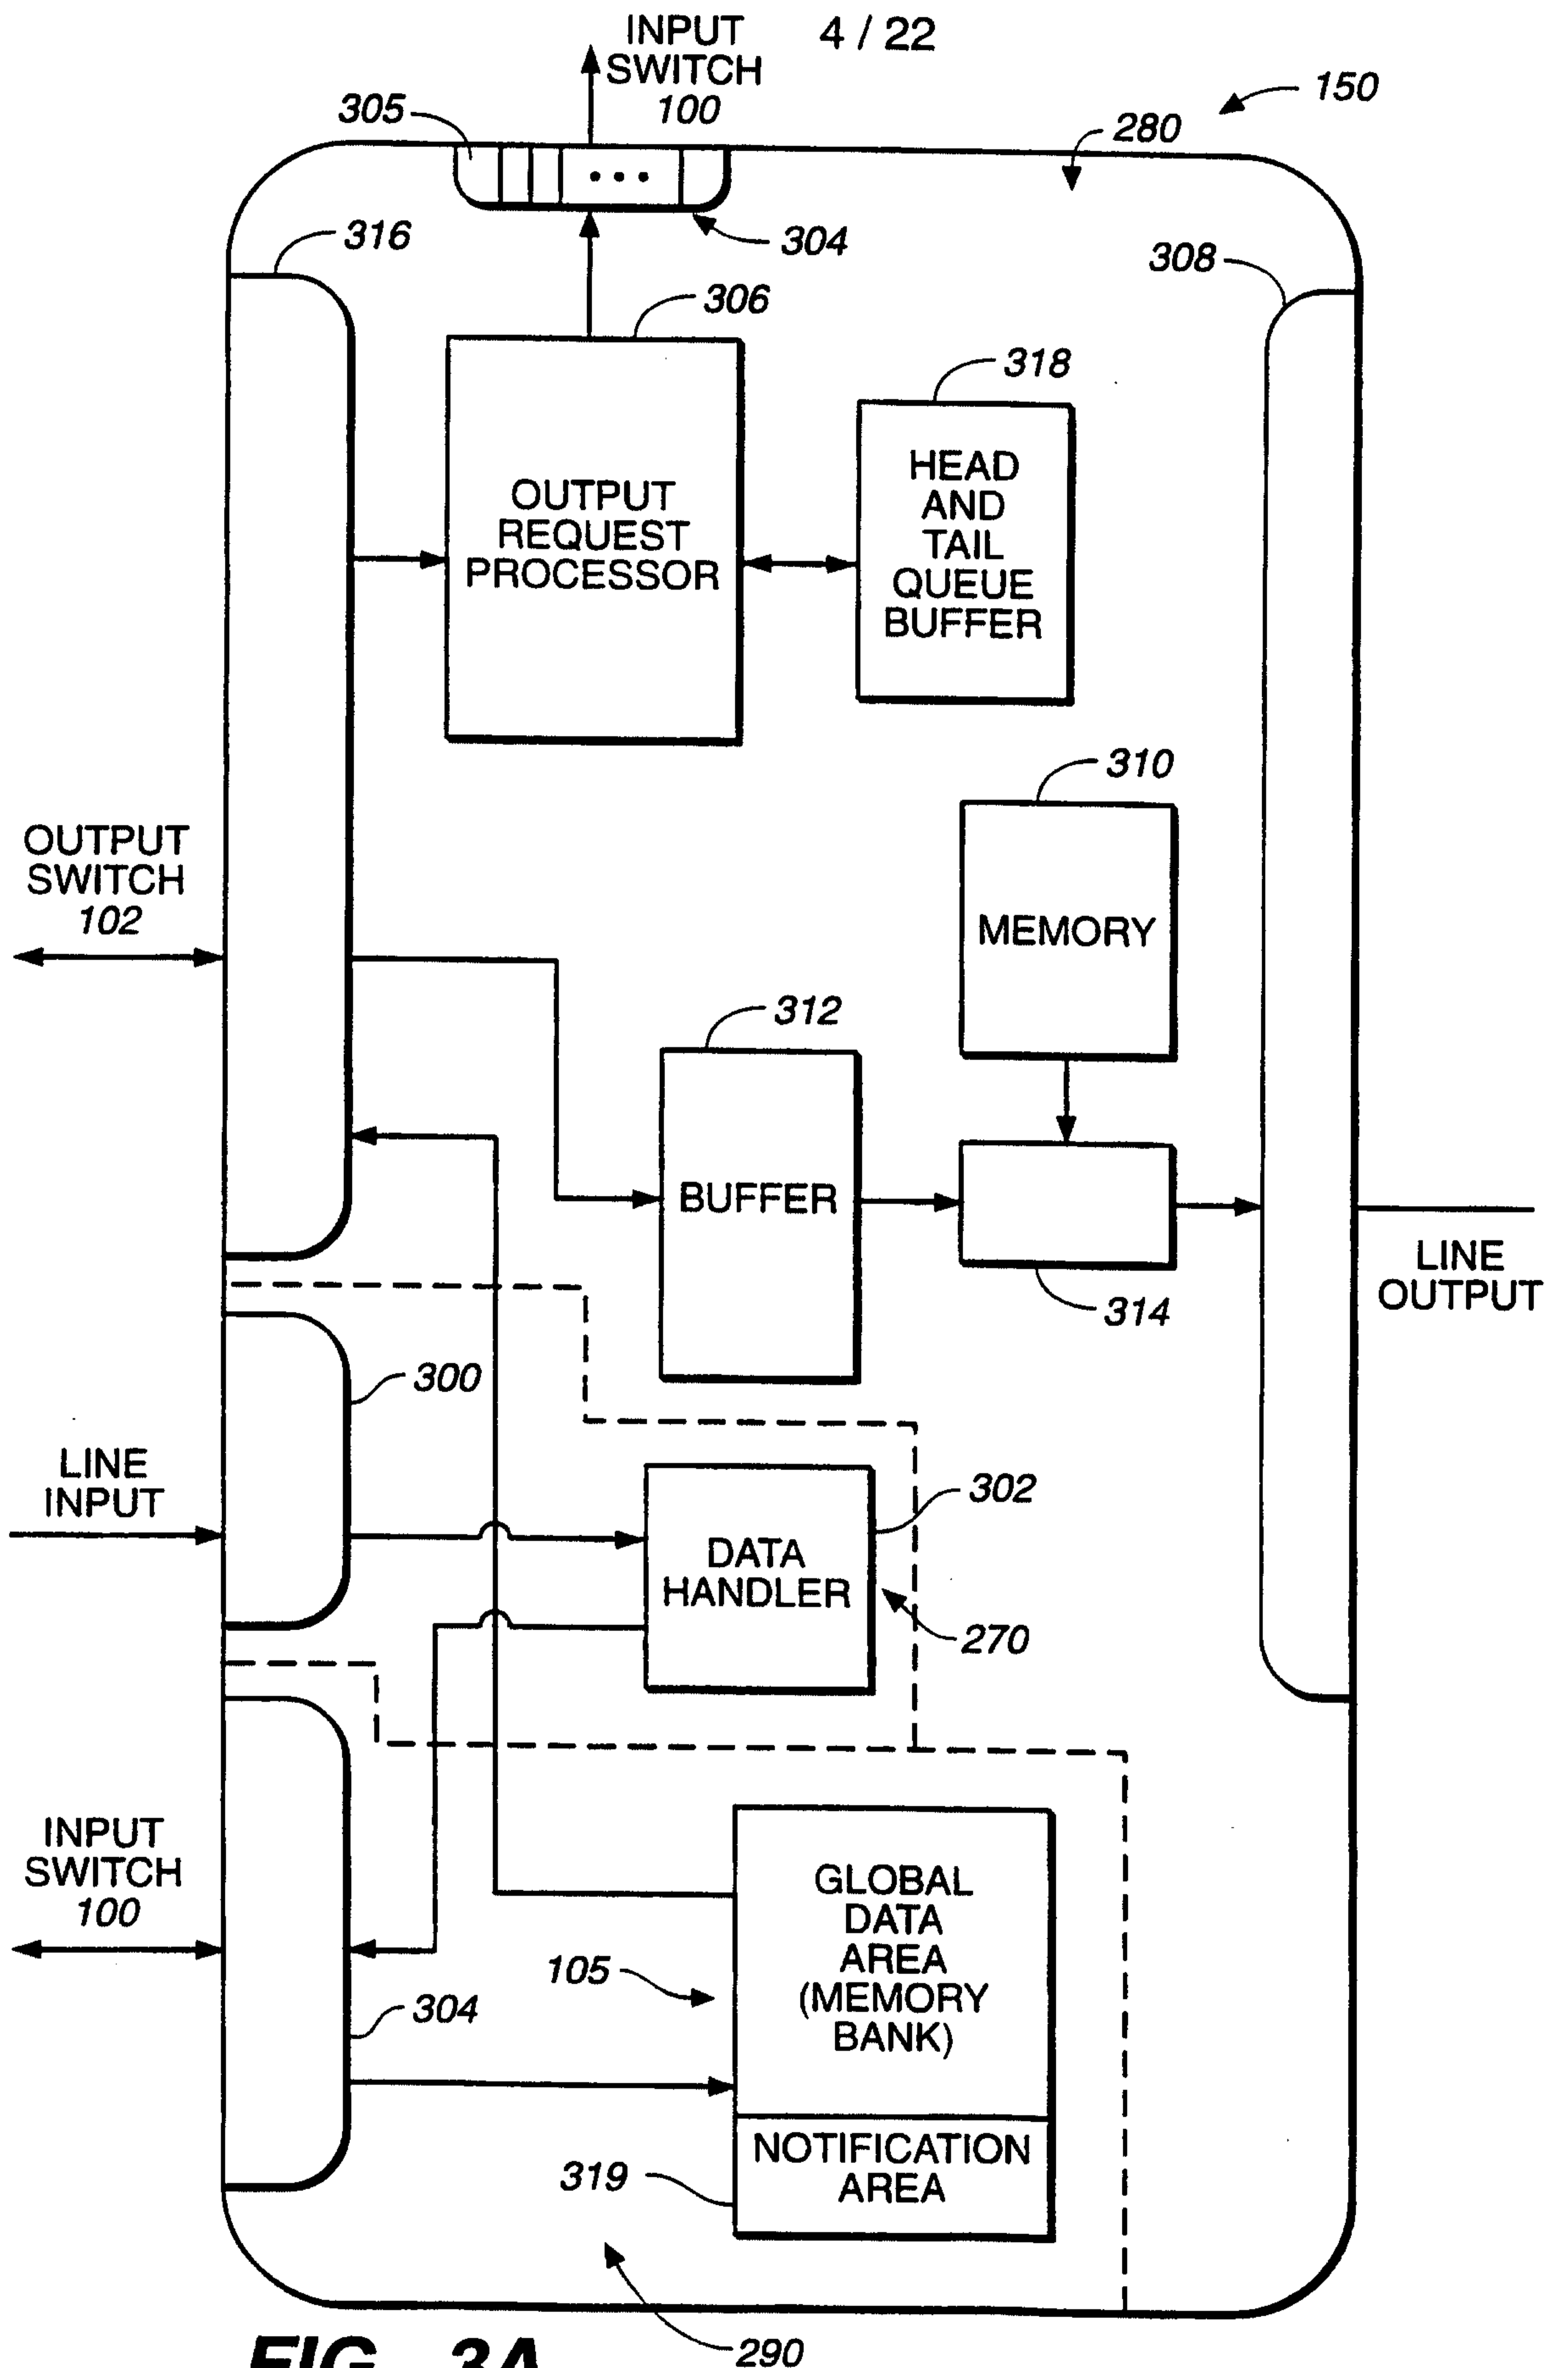 4 / 22
INPUT
SWITCH
100
150
305
280
304
316
308
306
318
OUTPUT
REQUEST
PROCESSOR
HEAD
AND
TAIL
QUEUE
BUFFER
310
OUTPUT
SWITCH
102
MEMORY
312
BUFFER
LINE
OUTPUT
314
300
LINE
INPUT
302
DATA
HANDLER
270
INPUT
SWITCH
100
GLOBAL
DATA
AREA
(MEMORY
BANK)
105
304
NOTIFICATION
AREA
319
290
FIG. 3A